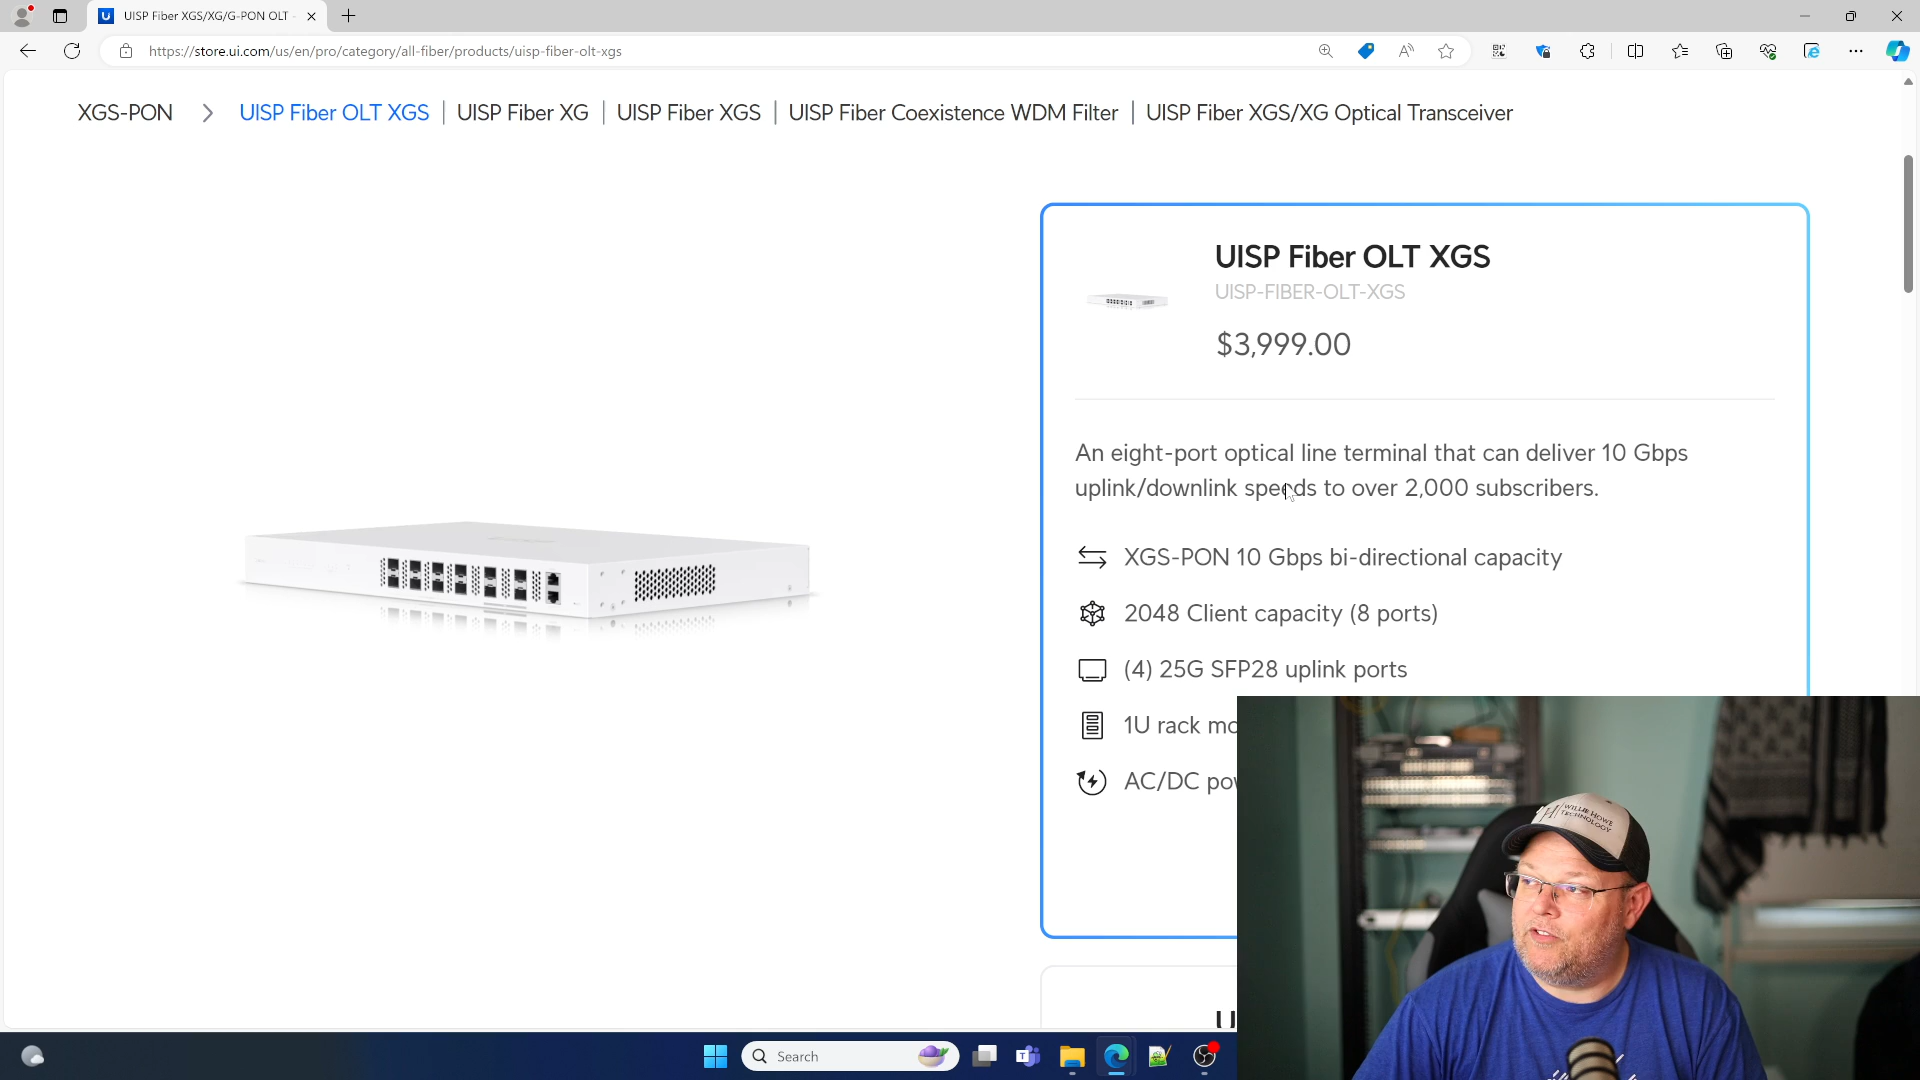 UISP Fiber XGS/XG/G-PON OLT -
https://store.ui.com/us/en/pro/category/all-fiber/products/uisp-fiber-olt-xgs
XGS-PON > UISP Fiber OLT XGS | UISP Fiber XG | UISP Fiber XGS | UISP Fiber Coexistence WDM Filter | UISP Fiber XGS/XG Optical Transceiver
UISP Fiber OLT XGS
UISP-FIBER-OLT-XGS
$3,999.00
An eight-port optical line terminal that can deliver 10 Gbps
uplink/downlink speeds to over 2,000 subscribers.
XGS-PON 10 Gbps bi-directional capacity
2048 Client capacity (8 ports)
(4) 25G SFP28 uplink ports
1U rack mo
AC/DC pow
U
WILLIE HOWE
TECHNOLOGY
Search